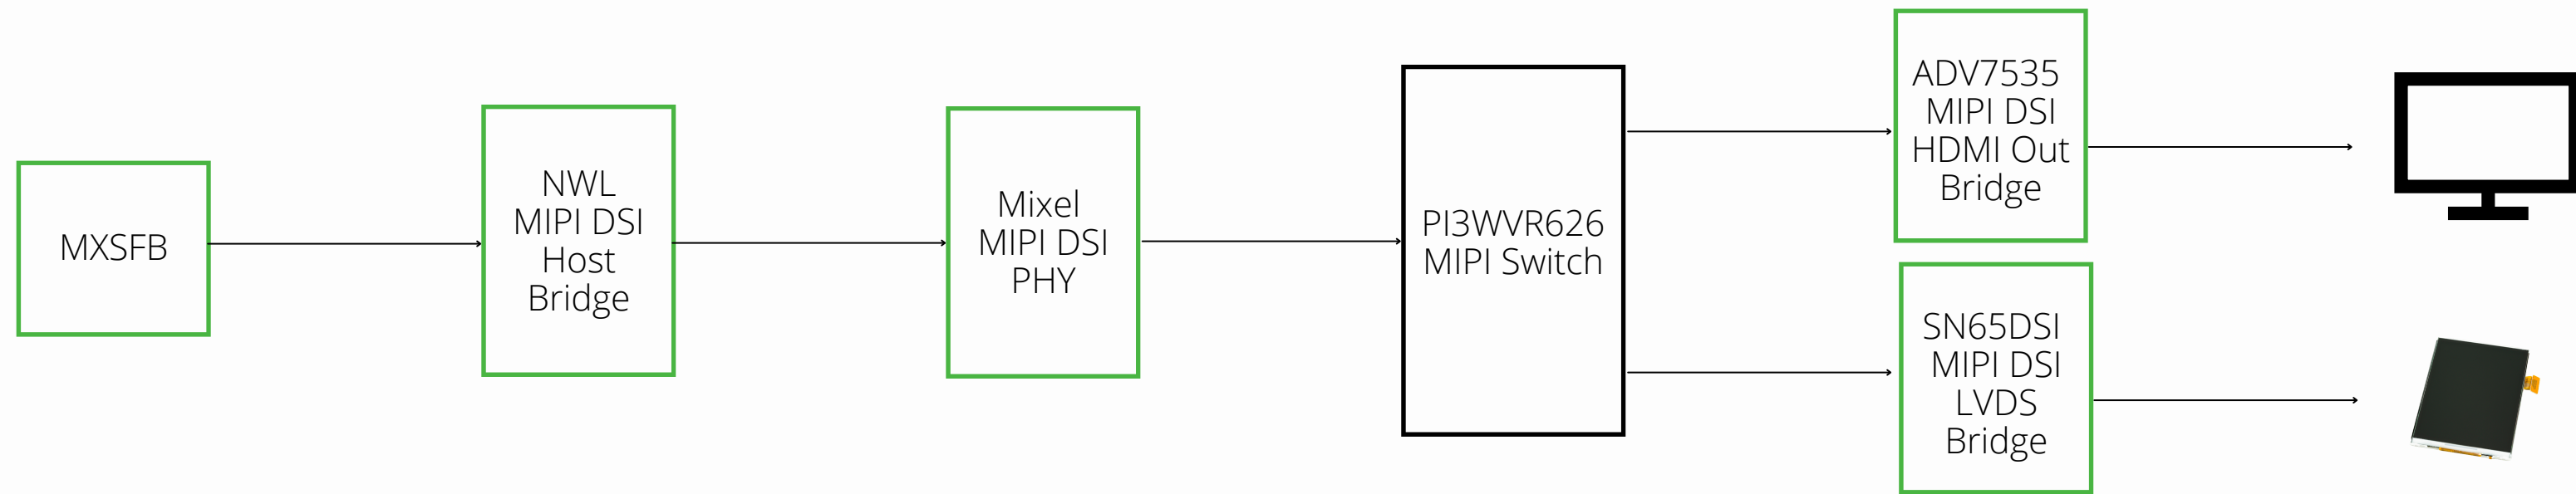 MXSFB
NWL
MIPI DSI
Host
Bridge
Mixel
MIPI DSI
PHY
PI3WVR626
MIPI Switch
ADV7535
MIPI DSI
HDMI Out
Bridge
SN65DSI
MIPI DSI
LVDS
Bridge